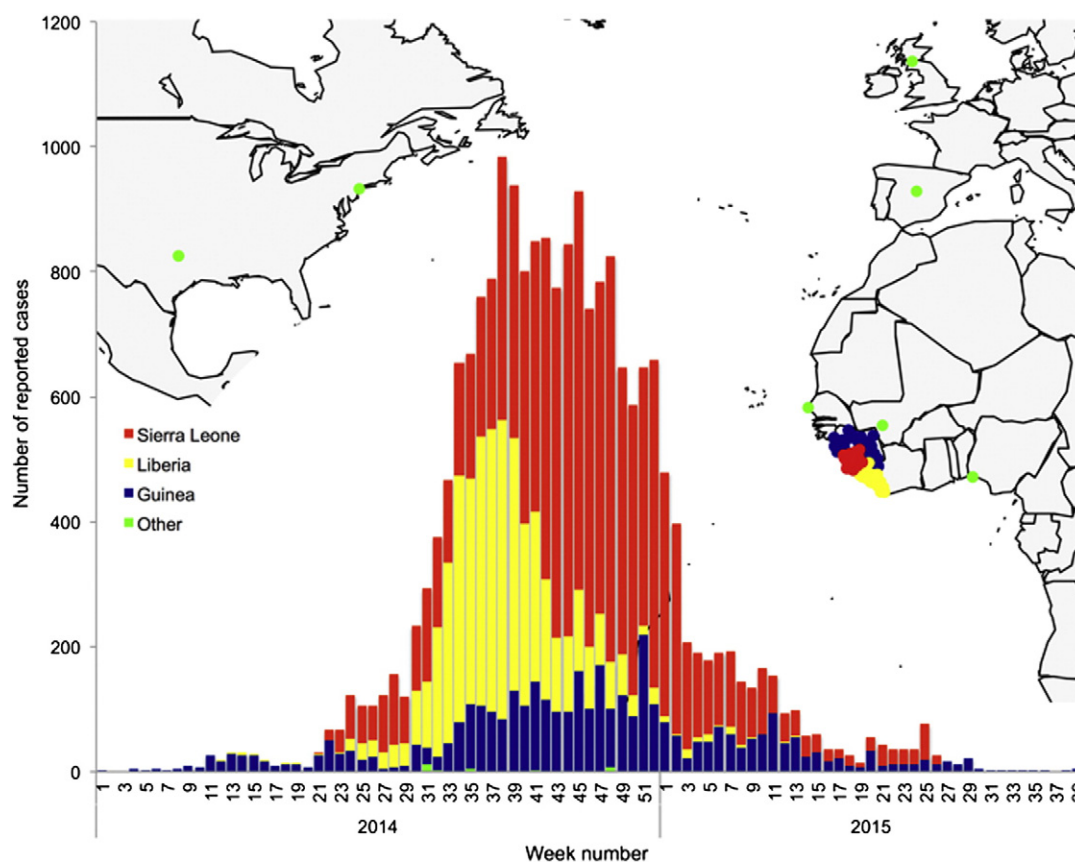 1200
1000
800
600
400
200
0
Number of reported cases
Sierra Leone
Liberia
Guinea
Other
1 3 5 7 9 11 13 15 17 19 21 23 25 27 29 31 33 35 37 39 41 43 45 47 49 51 1 3 5 7 9 11 13 15 17 19 21 23 25 27 29 31 33 35 37
2014 2015
Week number